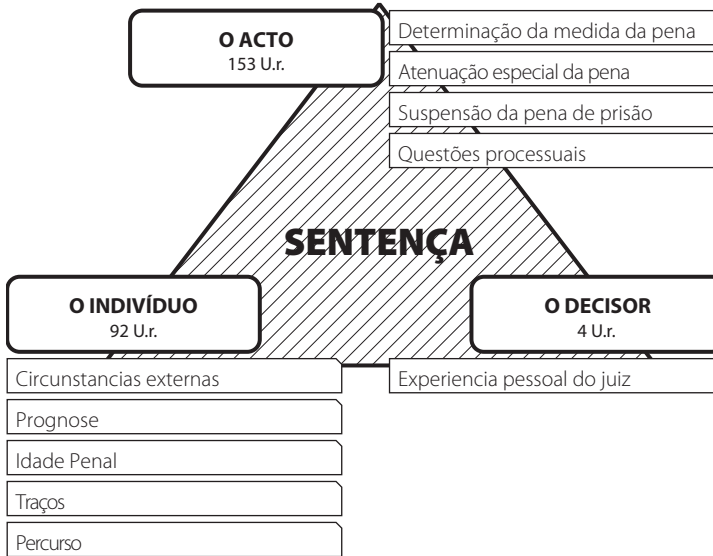 O ACTO
153 U.r.
Determinação da medida da pena
Atenuação especial da pena
Suspensão da pena de prisão
Questões processuais
SENTENÇA
O INDIVÍDUO
92 U.r.
O DECISOR
4 U.r.
Circunstancias externas
Prognose
Idade Penal
Traços
Percurso
Experiencia pessoal do juiz